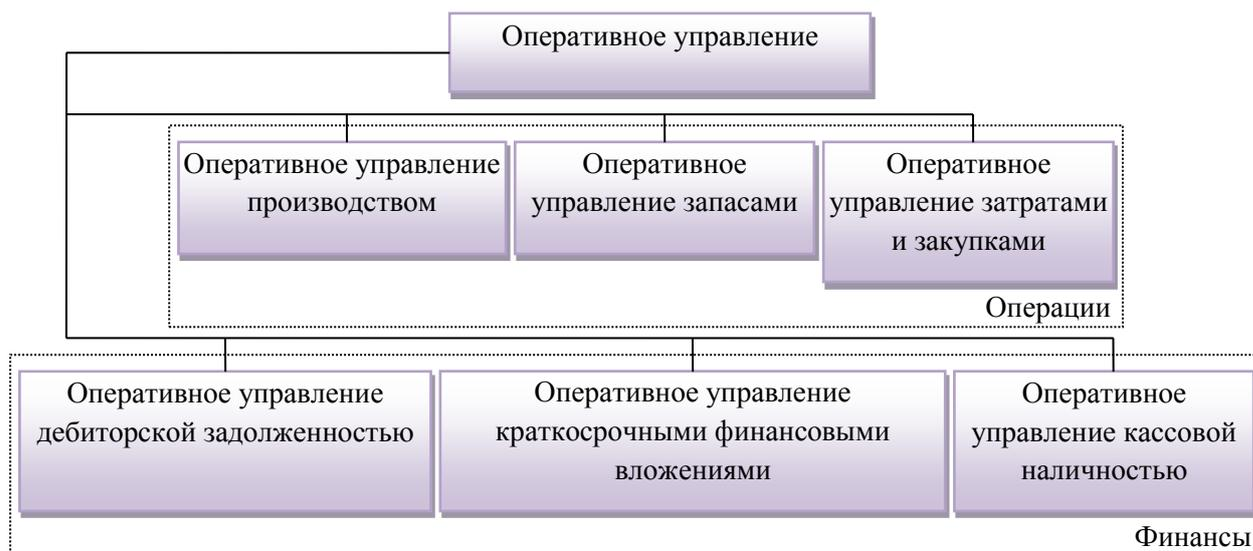 Оперативное управление
Оперативное управление
производством
Оперативное
управление запасами
Оперативное
управление затратами
и закупками
Операции
Оперативное управление
дебиторской задолженностью
Оперативное управление
краткосрочными финансовыми
вложениями
Оперативное
управление кассовой
наличностью
Финансы